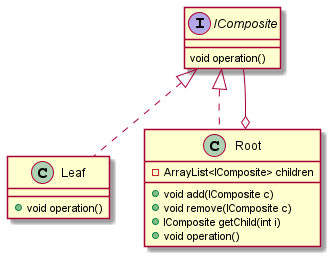 I IComposite
void operation()
C Leaf
void operation()
C Root
ArrayList<IComposite> children
void add(IComposite c)
void remove(IComposite c)
IComposite getChild(int i)
void operation()